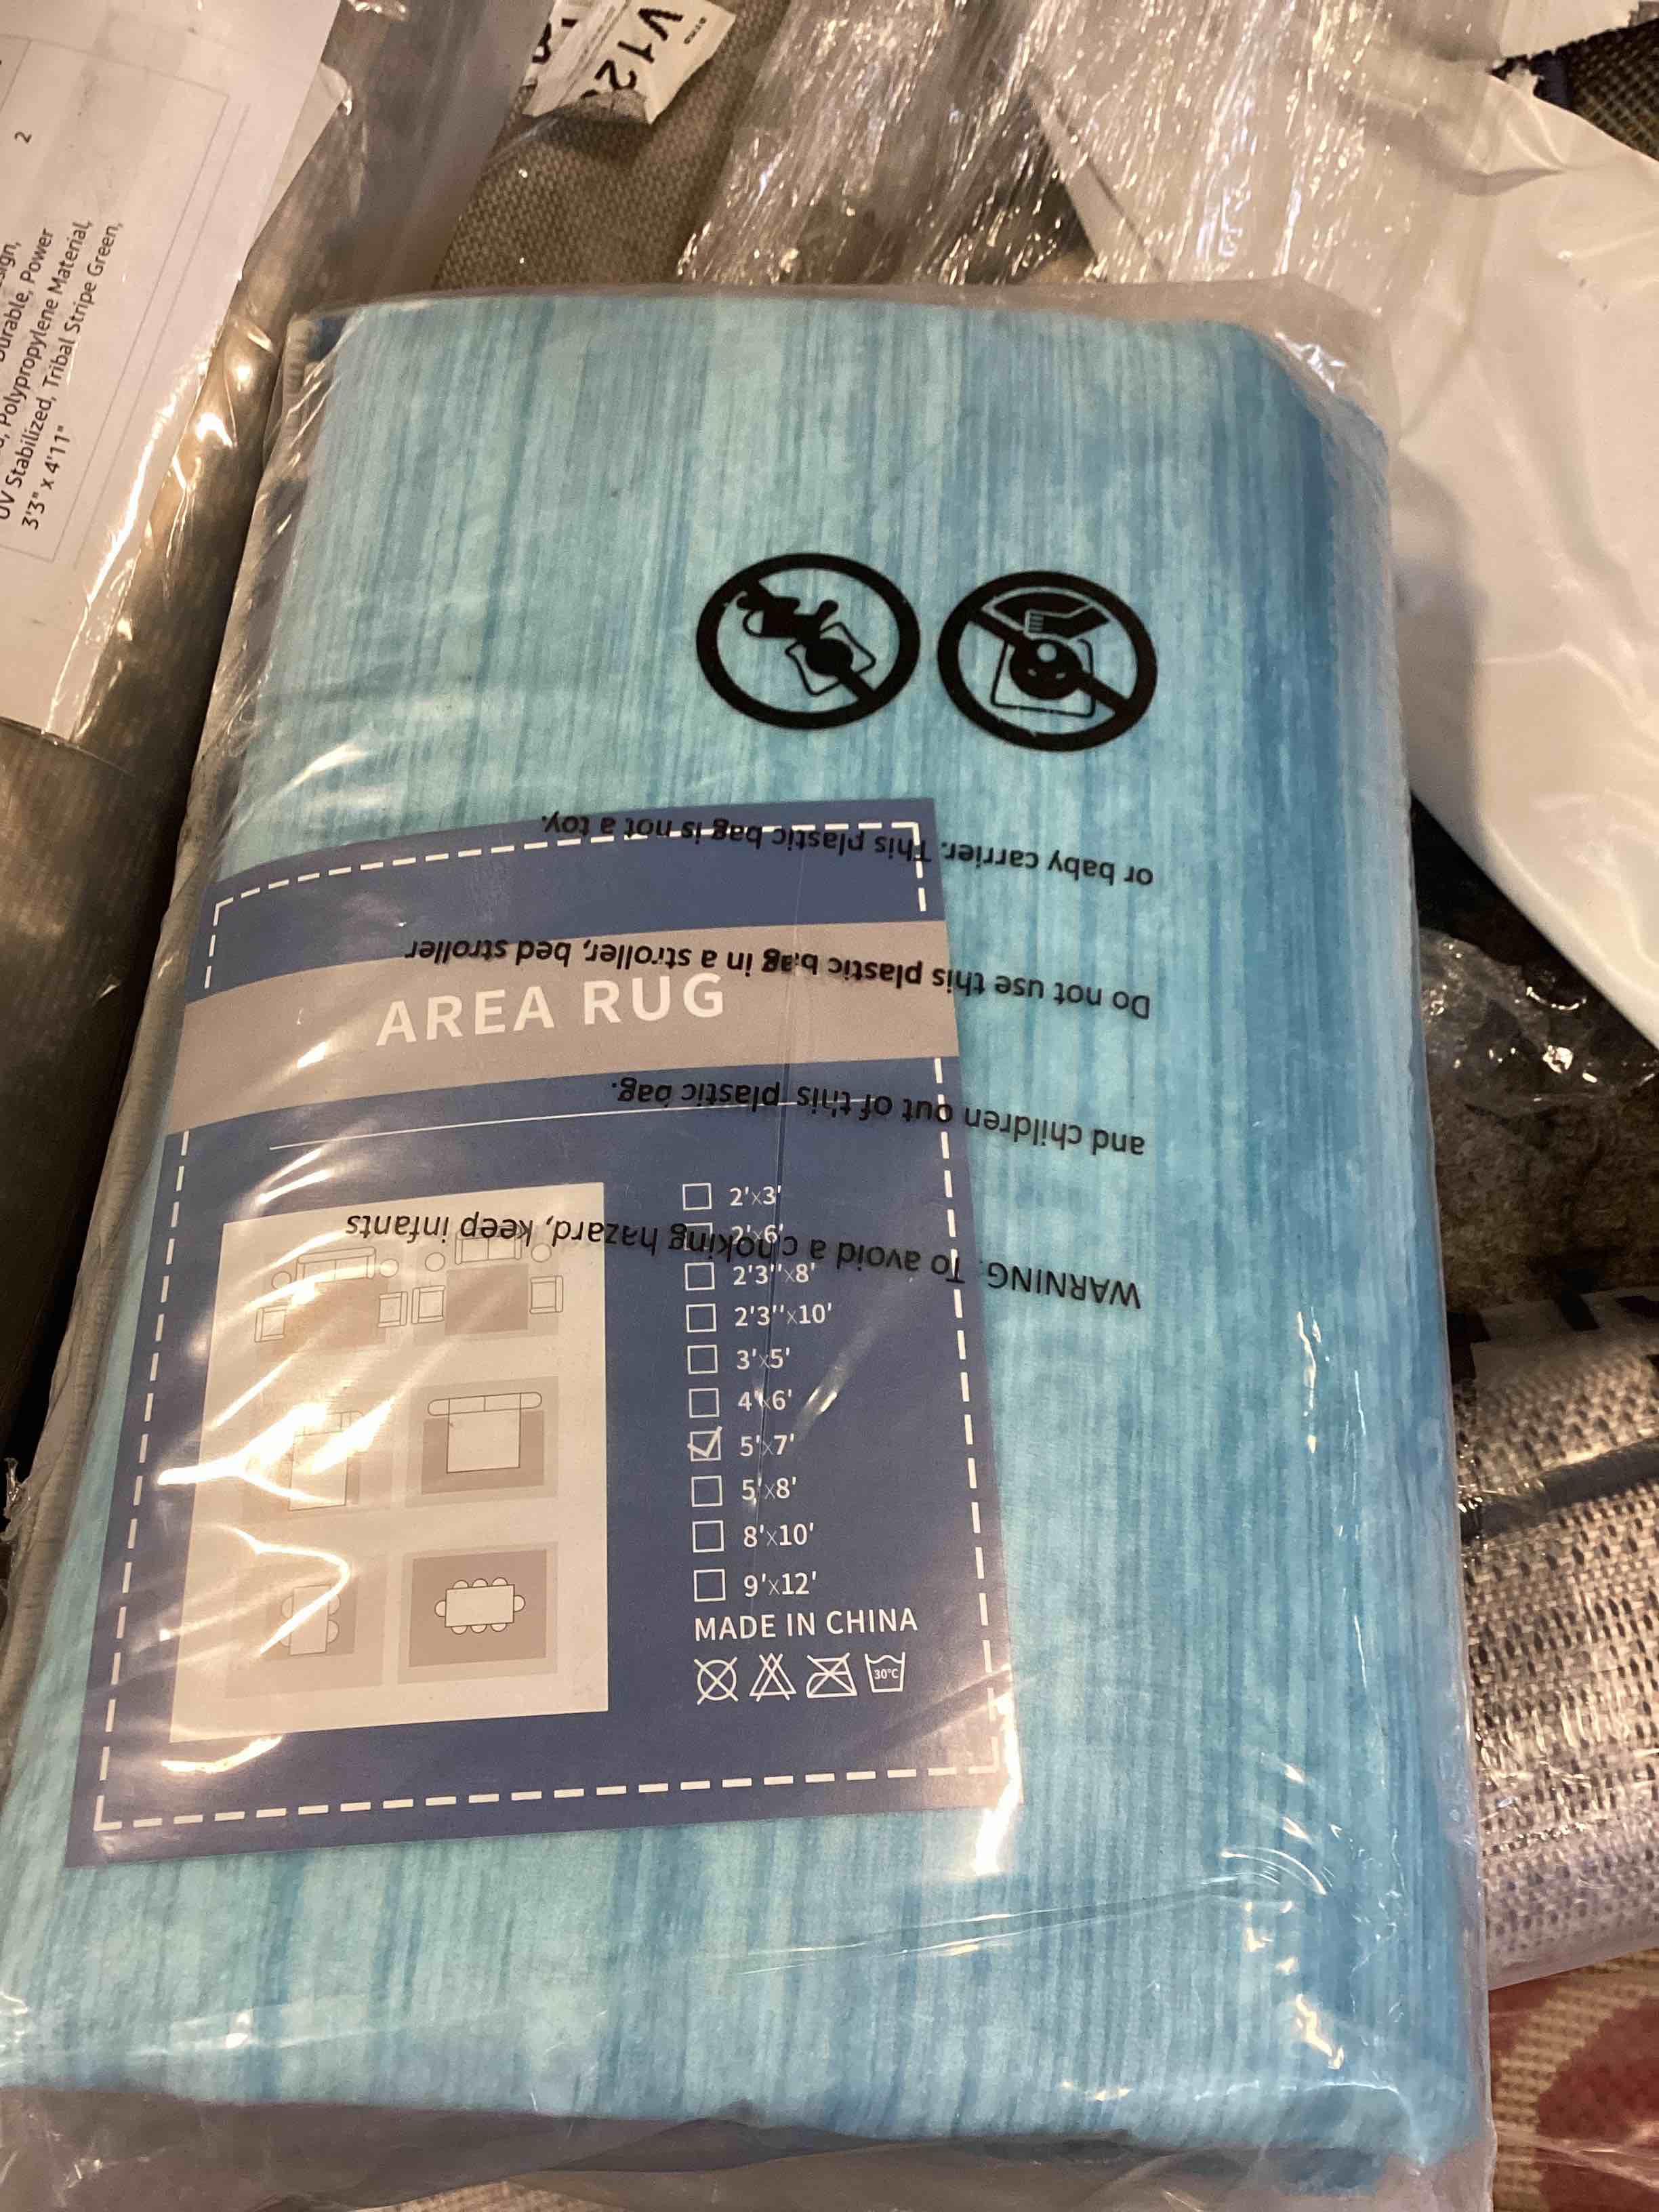 V12
2
Durable, Power
Polypropylene Material,
UV Stabilized, Tribal Stripe Green,
3'3" x 4'11"
WARNING: To avoid a choking hazard, keep infants
and children out of this plastic bag.
Do not use this plastic bag in a stroller, bed stroller
or baby carrier. This plastic bag is not a toy.
AREA RUG
2'x3'
2'x6'
2'3''x8'
2'3''x10'
3'x5'
4'x6'
5'x7'
5'x8'
8'x10'
9'x12'
MADE IN CHINA
30°C